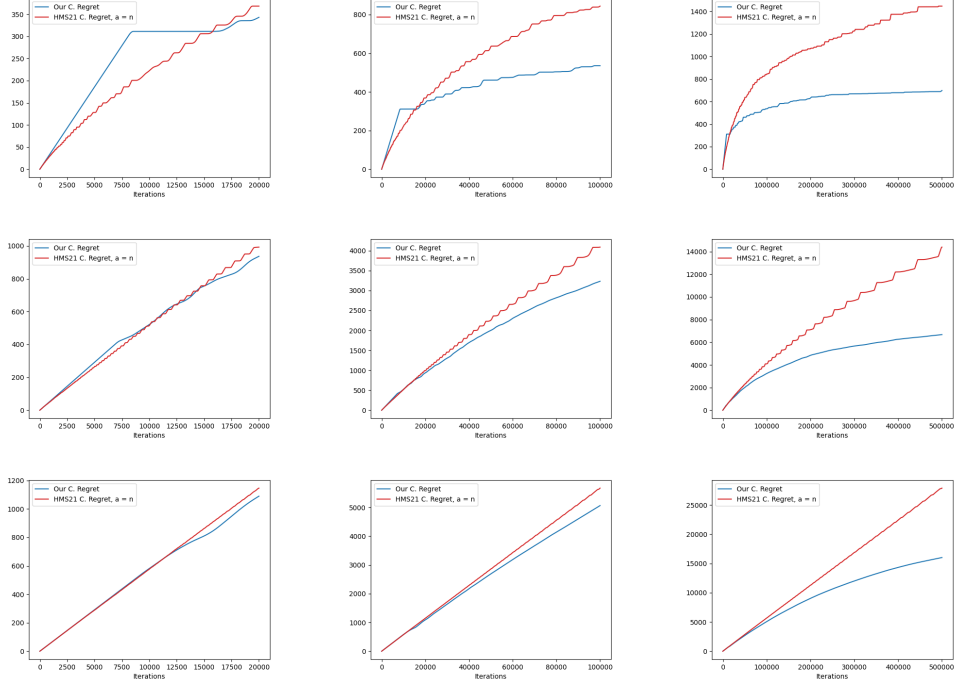 Our C. Regret
HMS21 C. Regret, a = n
350
300
250
200
150
100
50
0
0 2500 5000 7500 10000 12500 15000 17500 20000
Iterations
Our C. Regret
HMS21 C. Regret, a = n
800
600
400
200
0
0 20000 40000 60000 80000 100000
Iterations
Our C. Regret
HMS21 C. Regret, a = n
1400
1200
1000
800
600
400
200
0
0 100000 200000 300000 400000 500000
Iterations
Our C. Regret
HMS21 C. Regret, a = n
1000
800
600
400
200
0
0 2500 5000 7500 10000 12500 15000 17500 20000
Iterations
Our C. Regret
HMS21 C. Regret, a = n
4000
3500
3000
2500
2000
1500
1000
500
0
0 20000 40000 60000 80000 100000
Iterations
Our C. Regret
HMS21 C. Regret, a = n
14000
12000
10000
8000
6000
4000
2000
0
0 100000 200000 300000 400000 500000
Iterations
Our C. Regret
HMS21 C. Regret, a = n
1200
1000
800
600
400
200
0
0 2500 5000 7500 10000 12500 15000 17500 20000
Iterations
Our C. Regret
HMS21 C. Regret, a = n
5000
4000
3000
2000
1000
0
0 20000 40000 60000 80000 100000
Iterations
Our C. Regret
HMS21 C. Regret, a = n
25000
20000
15000
10000
5000
0
0 100000 200000 300000 400000 500000
Iterations